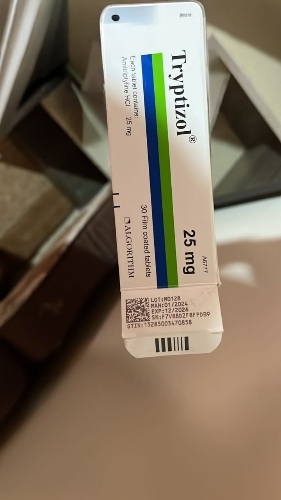 Tryptizol®
25 mg
Each tablet contains:
Amitriptyline HCl 25 mg
30 Film coated tablets
ALGORITHM
LOT:M0128
MAN:01/2024
EXP:12/2026